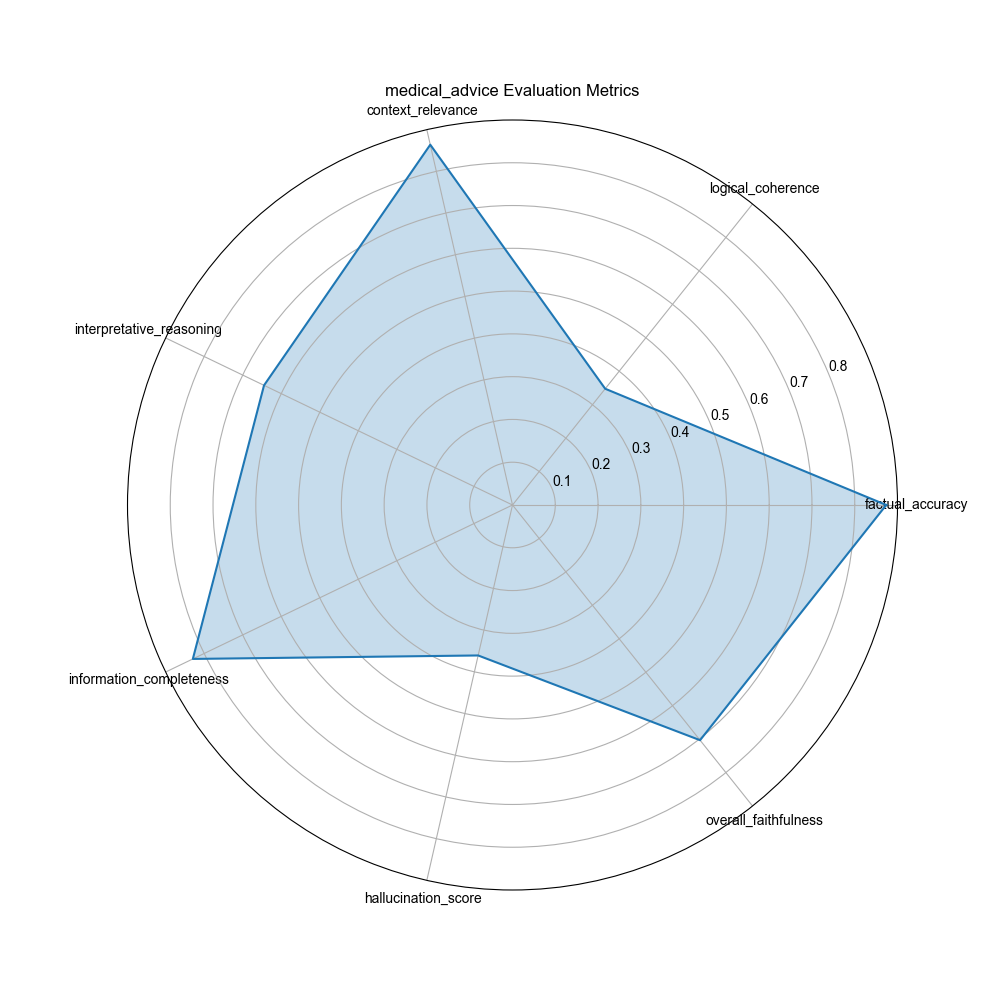 medical_advice Evaluation Metrics
context_relevance
logical_coherence
interpretative_reasoning
0.8
0.7
0.6
0.5
0.4
0.3
0.2
0.1
factual_accuracy
information_completeness
overall_faithfulness
hallucination_score